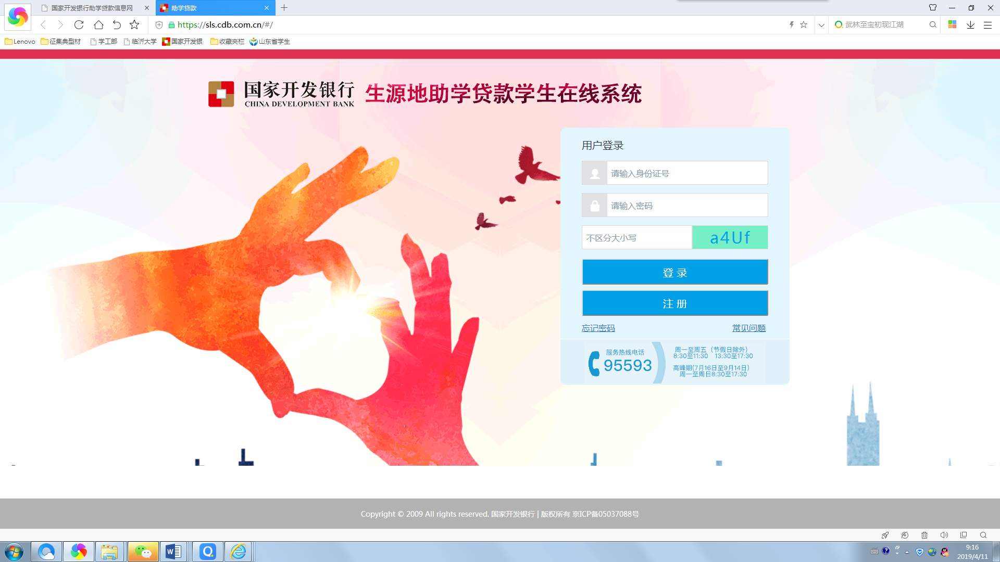 国家开发银行助学贷款信息网
助学贷款
https://sls.cdb.com.cn/#/
武林至宝初现江湖
Lenovo 征集典型材 学工部 临沂大学 国家开发银 收藏夹栏 山东省学生
国家开发银行
CHINA DEVELOPMENT BANK
生源地助学贷款学生在线系统
用户登录
请输入身份证号
请输入密码
不区分大小写
a4Uf
登 录
注 册
忘记密码 常见问题
服务热线电话
95593
周一至周五（节假日除外）
8:30至11:30 13:30至17:30
高峰期(7月16日至9月14日)
周一至周日8:30至17:30
Copyright © 2009 All rights reserved. 国家开发银行 | 版权所有 京ICP备05037088号
9:16
2019/4/11